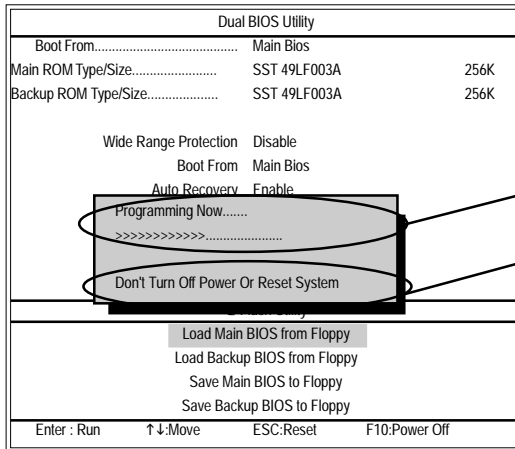 Dual BIOS Utility
Boot From.......................................... Main Bios
Main ROM Type/Size......................... SST 49LF003A 256K
Backup ROM Type/Size..................... SST 49LF003A 256K
Wide Range Protection Disable
Boot From Main Bios
Auto Recovery Enable
Programming Now.......
>>>>>>>>>>>>.......................
Don't Turn Off Power Or Reset System
Load Main BIOS from Floppy
Load Backup BIOS from Floppy
Save Main BIOS to Floppy
Save Backup BIOS to Floppy
Enter : Run ↑↓:Move ESC:Reset F10:Power Off